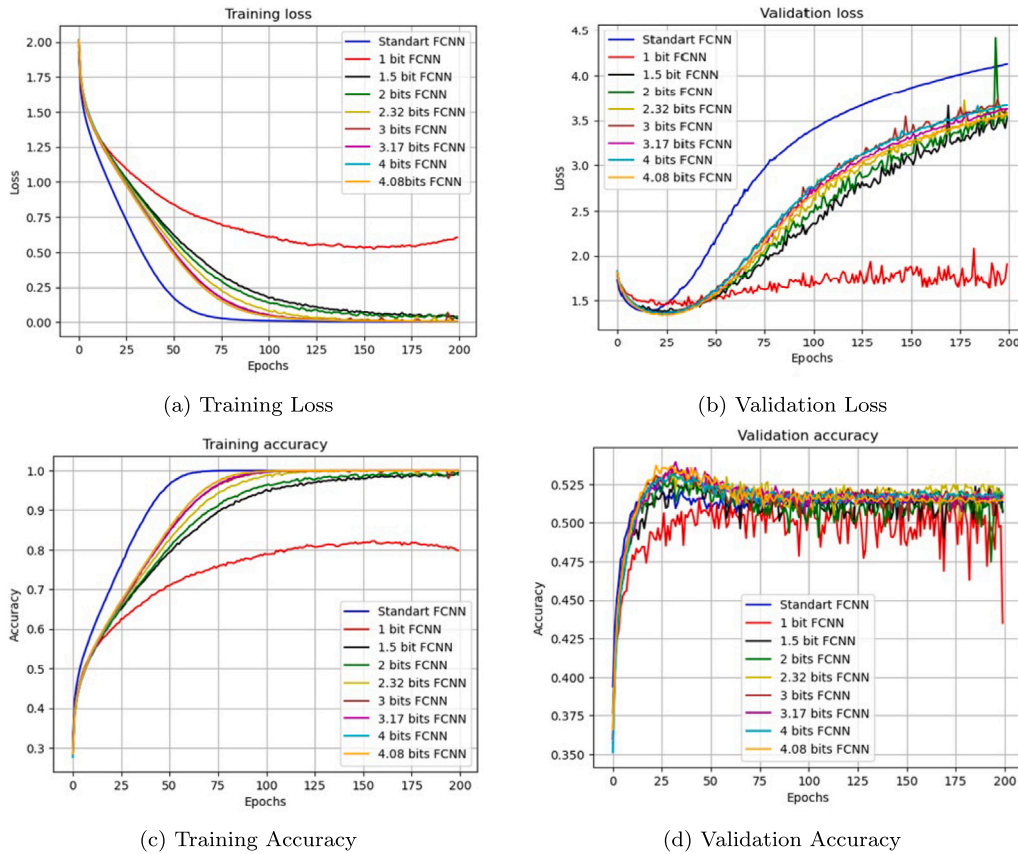 Training loss
2.00
1.75
1.50
1.25
1.00
0.75
0.50
0.25
0.00
Loss
0 25 50 75 100 125 150 175 200
Epochs
Standart FCNN
1 bit FCNN
1.5 bit FCNN
2 bits FCNN
2.32 bits FCNN
3 bits FCNN
3.17 bits FCNN
4 bits FCNN
4.08bits FCNN
(a) Training Loss
Validation loss
4.5
4.0
3.5
3.0
2.5
2.0
1.5
Loss
0 25 50 75 100 125 150 175 200
Epochs
Standart FCNN
1 bit FCNN
1.5 bit FCNN
2 bits FCNN
2.32 bits FCNN
3 bits FCNN
3.17 bits FCNN
4 bits FCNN
4.08 bits FCNN
(b) Validation Loss
Training accuracy
1.0
0.9
0.8
0.7
0.6
0.5
0.4
0.3
Accuracy
0 25 50 75 100 125 150 175 200
Epochs
Standart FCNN
1 bit FCNN
1.5 bit FCNN
2 bits FCNN
2.32 bits FCNN
3 bits FCNN
3.17 bits FCNN
4 bits FCNN
4.08 bits FCNN
(c) Training Accuracy
Validation accuracy
0.525
0.500
0.475
0.450
0.425
0.400
0.375
0.350
Accuracy
0 25 50 75 100 125 150 175 200
Epochs
Standart FCNN
1 bit FCNN
1.5 bit FCNN
2 bits FCNN
2.32 bits FCNN
3 bits FCNN
3.17 bits FCNN
4 bits FCNN
4.08 bits FCNN
(d) Validation Accuracy